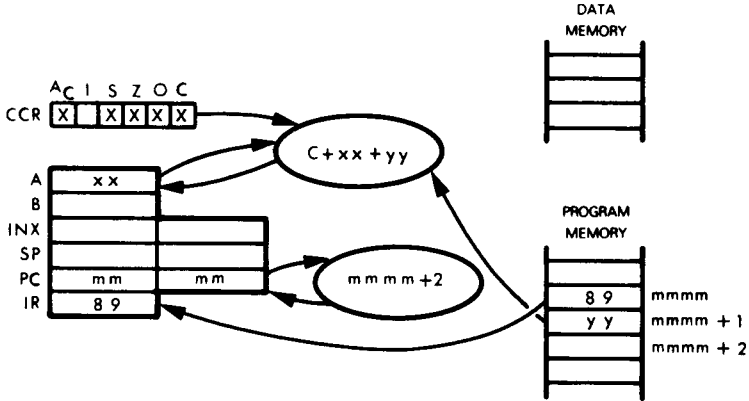 DATA
MEMORY
AC I S Z O C
CCR X X X X X
C+xx+yy
A xx
B
INX
SP
PC mm mm
IR 89
mmmm+2
PROGRAM
MEMORY
89 mmmm
yy mmmm + 1
mmmm + 2